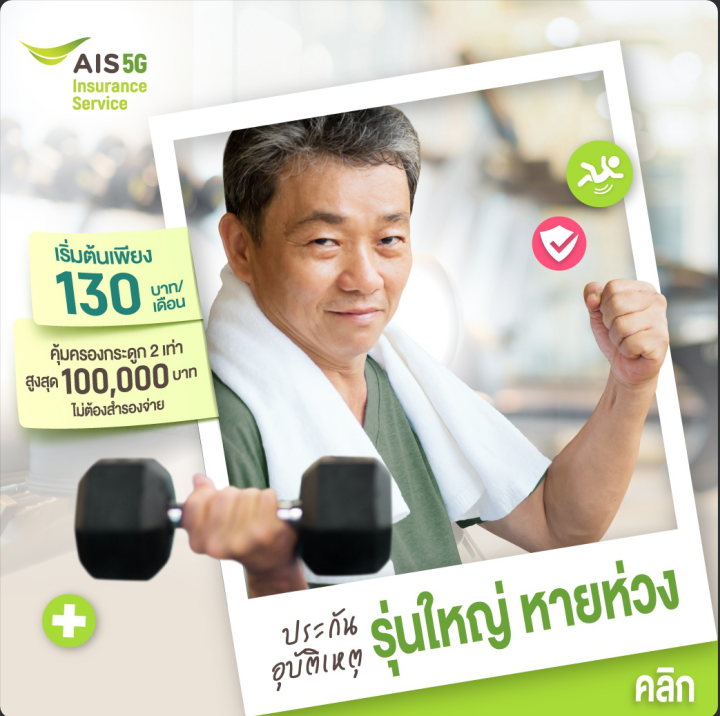 AIS 5G
Insurance
Service
เริ่มต้นเพียง
130 บาท/
เดือน
คุ้มครองกระดูก 2 เท่า
สูงสุด 100,000 บาท
ไม่ต้องสำรองจ่าย
ประกัน
อุบัติเหตุ
รุ่นใหญ่ หายห่วง
คลิก